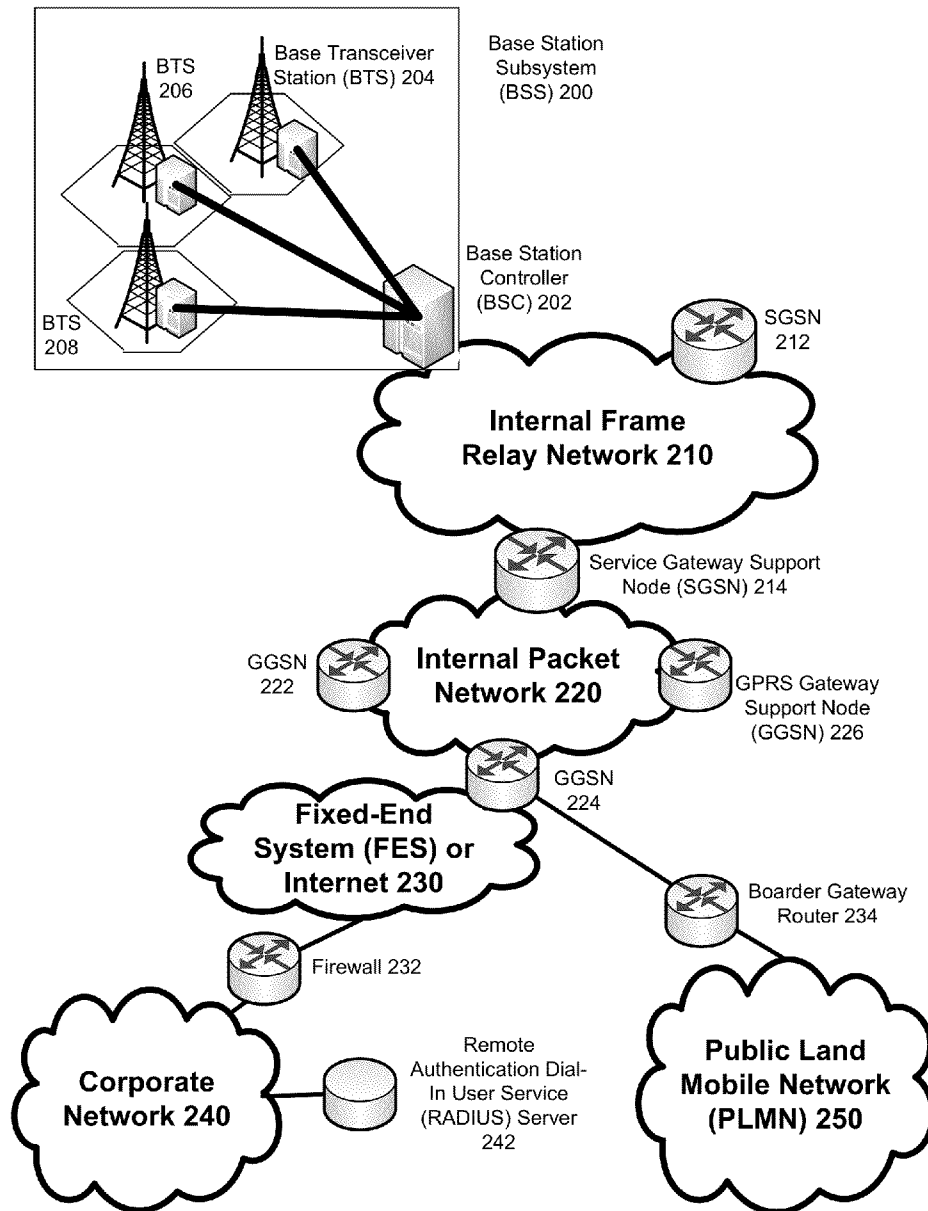 BTS
206
Base Transceiver
Station (BTS) 204
Base Station
Subsystem
(BSS) 200
BTS
208
Base Station
Controller
(BSC) 202
SGSN
212
Internal Frame
Relay Network 210
Service Gateway Support
Node (SGSN) 214
GGSN
222
Internal Packet
Network 220
GPRS Gateway
Support Node
(GGSN) 226
GGSN
224
Fixed-End
System (FES) or
Internet 230
Boarder Gateway
Router 234
Firewall 232
Corporate
Network 240
Remote
Authentication Dial-
In User Service
(RADIUS) Server
242
Public Land
Mobile Network
(PLMN) 250